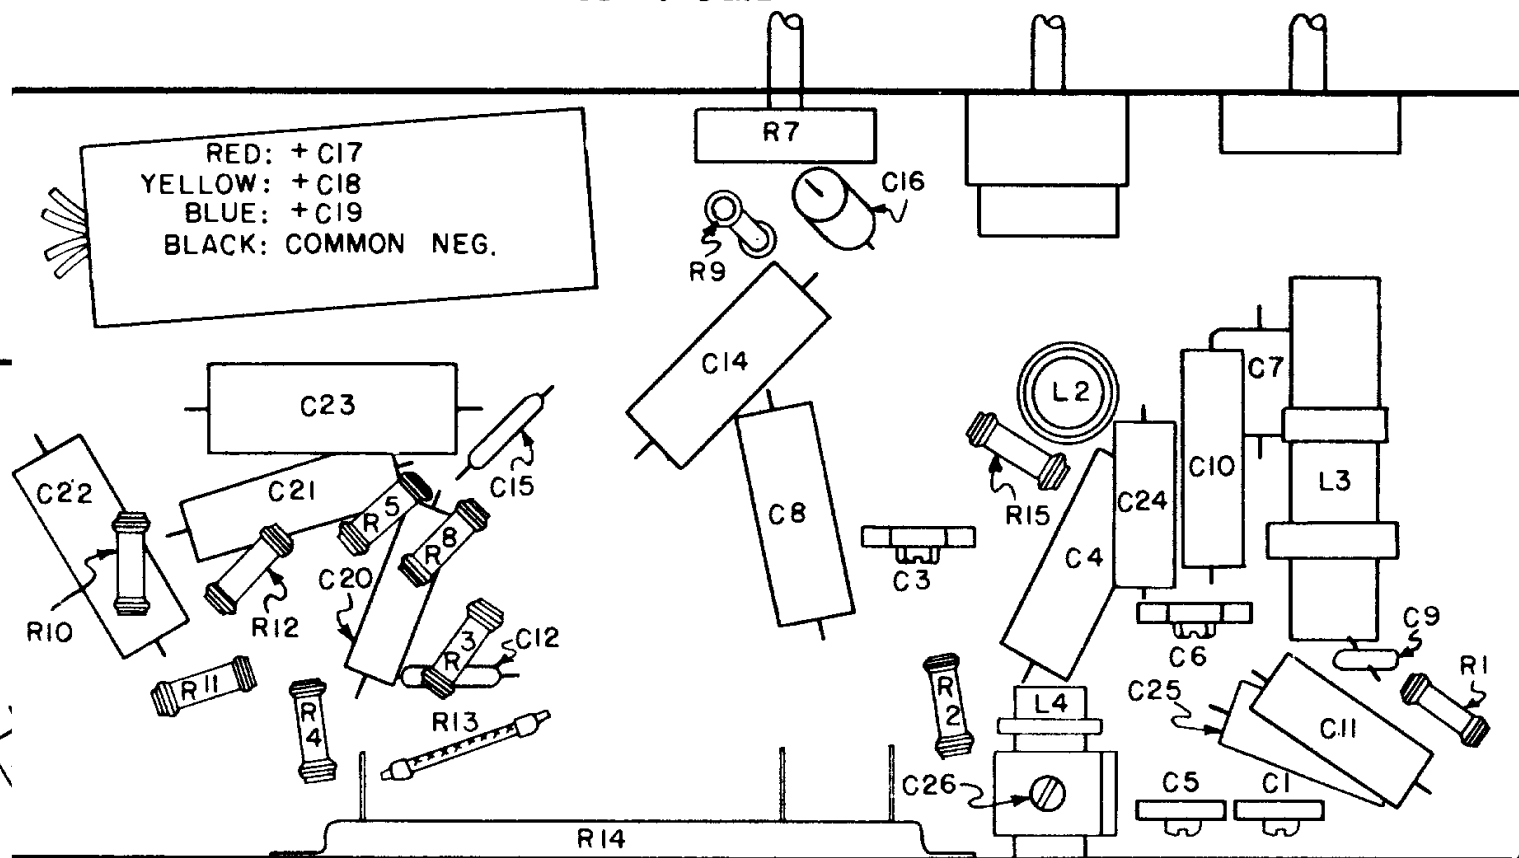 R7
RED: + C17
YELLOW: + C18
BLUE: + C19
BLACK: COMMON NEG.
C16
R9
C14
C7
L2
C23
C10
L3
C15
C22
C21
R5
R8
C8
R15
C24
C4
C3
C20
R10
R12
R3
C12
C6
C9
R1
R11
R4
R13
R2
L4
C25
C11
C26
C5
C1
R14